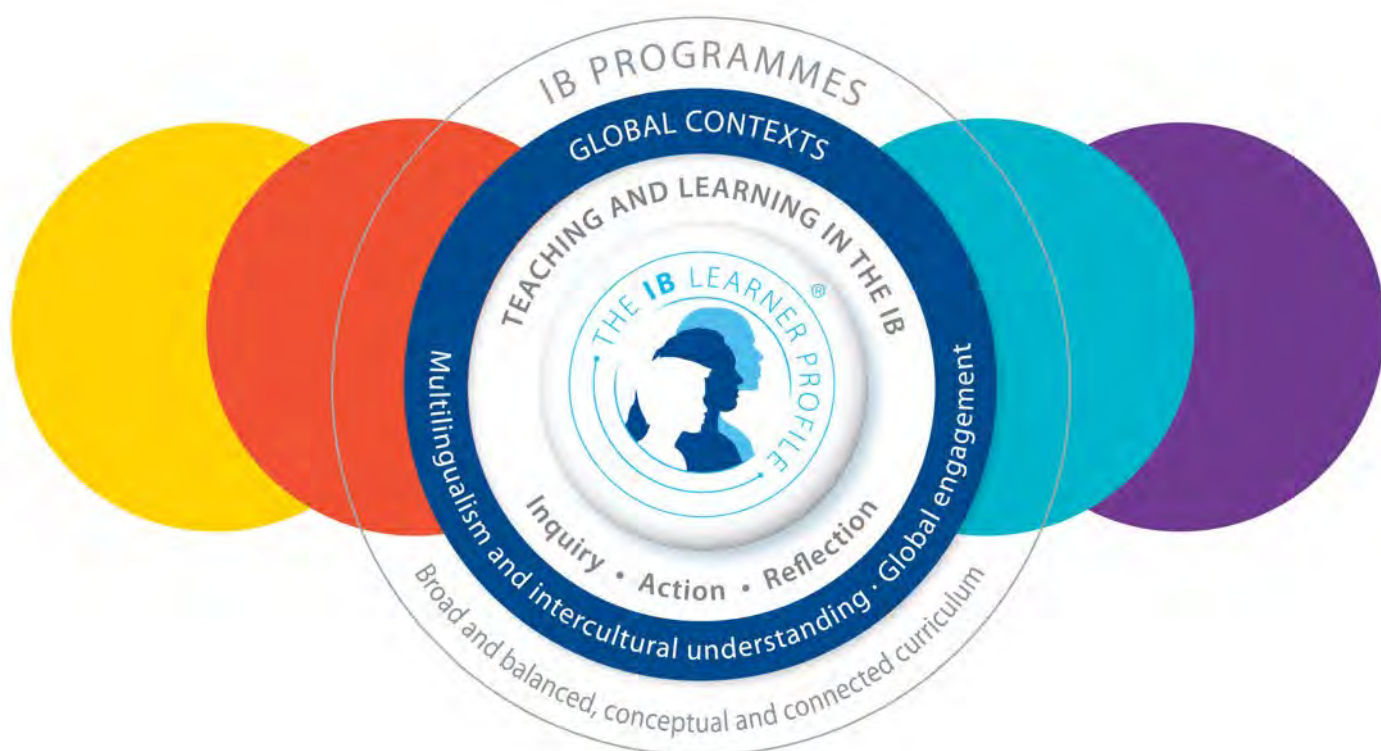 IB PROGRAMMES
GLOBAL CONTEXTS
TEACHING AND LEARNING IN THE IB
THE IB LEARNER PROFILE
®
Inquiry • Action • Reflection
Multilingualism and intercultural understanding · Global engagement
Broad and balanced, conceptual and connected curriculum